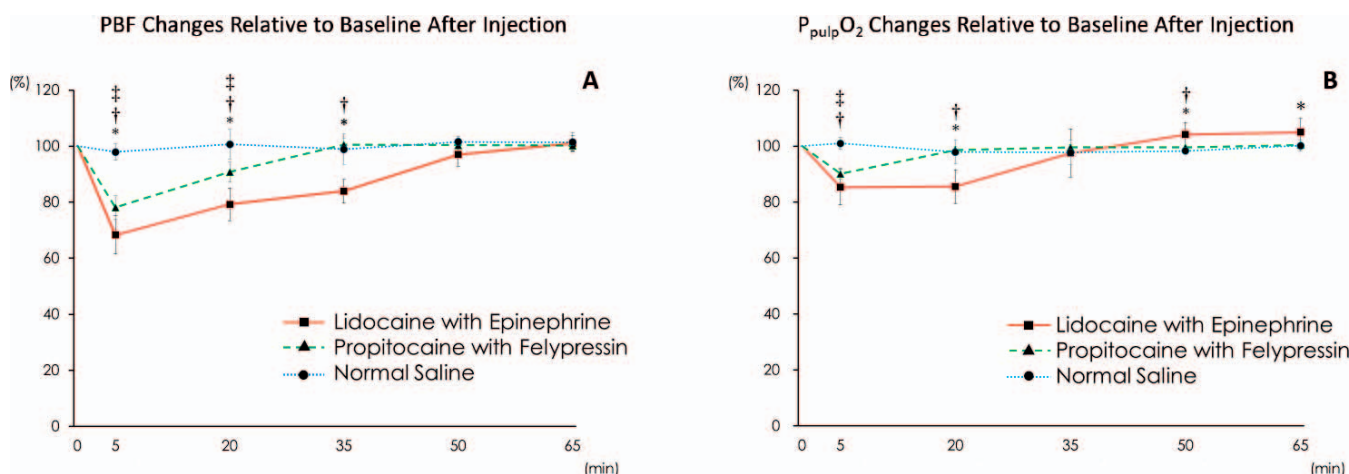 PBF Changes Relative to Baseline After Injection
(%)
A
120
100
80
60
40
20
0
‡
†
*
‡
†
*
†
*
Lidocaine with Epinephrine
Propitocaine with Felypressin
Normal Saline
0 5 20 35 50 65
(min)
PpulpO2 Changes Relative to Baseline After Injection
(%)
B
120
100
80
60
40
20
0
‡
†
†
*
†
*
*
Lidocaine with Epinephrine
Propitocaine with Felypressin
Normal Saline
0 5 20 35 50 65
(min)